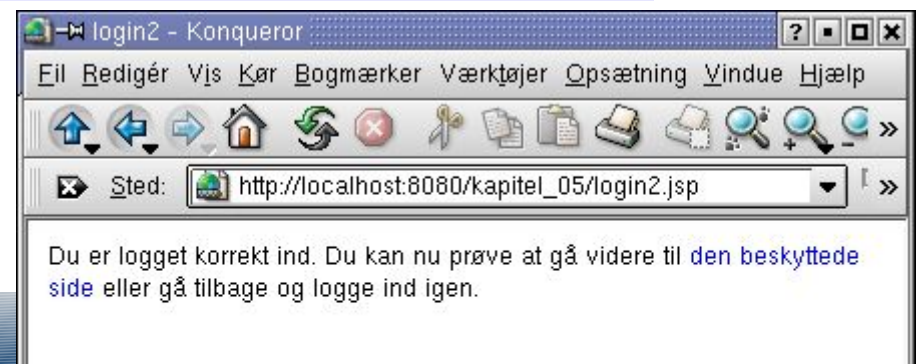 login2 - Konqueror
Fil Redigér Vis Kør Bogmærker Værktøjer Opsætning Vindue Hjælp
Sted: http://localhost:8080/kapitel_05/login2.jsp
Du er logget korrekt ind. Du kan nu prøve at gå videre til den beskyttede
side eller gå tilbage og logge ind igen.